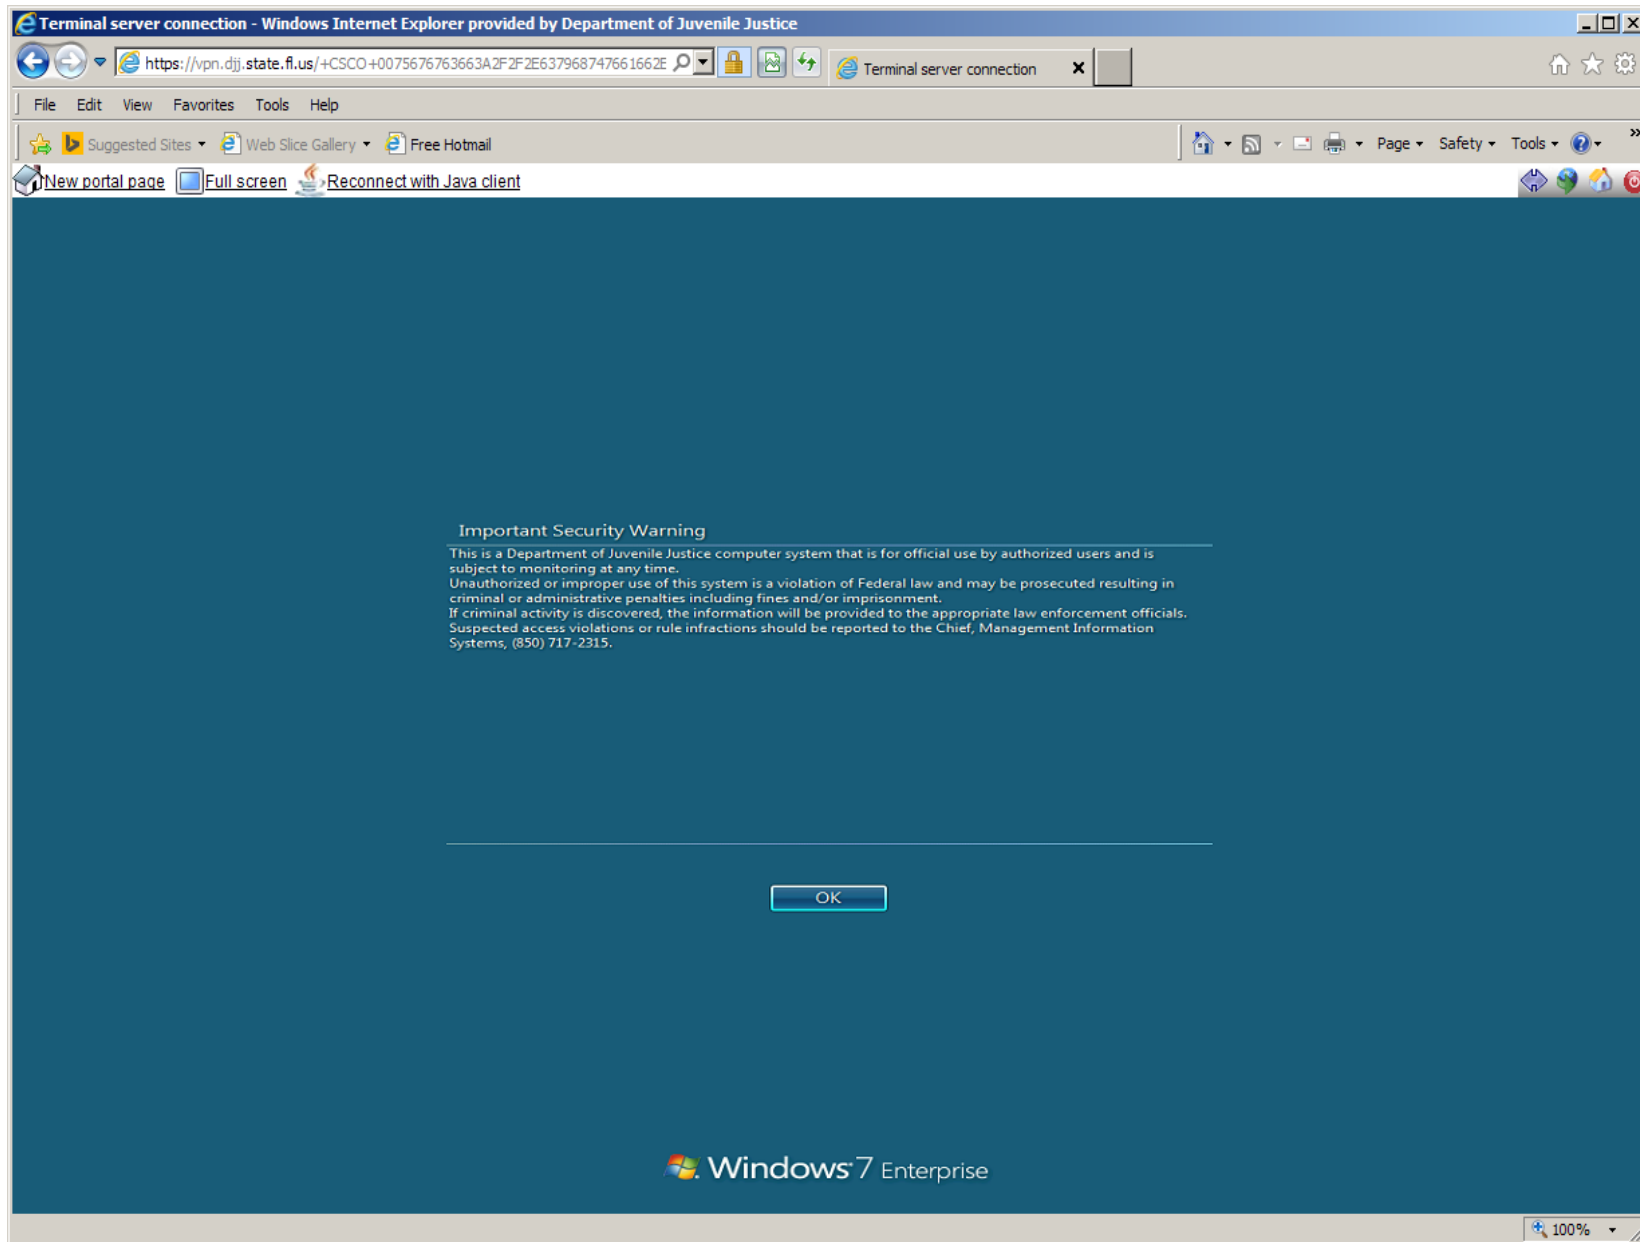 Terminal server connection - Windows Internet Explorer provided by Department of Juvenile Justice
https://vpn.djj.state.fl.us/+CSCO+0075676763663A2F2F2E637968747661662E
Terminal server connection
File Edit View Favorites Tools Help
Suggested Sites Web Slice Gallery Free Hotmail Page Safety Tools
New portal page Full screen Reconnect with Java client
Important Security Warning
This is a Department of Juvenile Justice computer system that is for official use by authorized users and is
subject to monitoring at any time.
Unauthorized or improper use of this system is a violation of Federal law and may be prosecuted resulting in
criminal or administrative penalties including fines and/or imprisonment.
If criminal activity is discovered, the information will be provided to the appropriate law enforcement officials.
Suspected access violations or rule infractions should be reported to the Chief, Management Information
Systems, (850) 717-2315.
OK
Windows 7 Enterprise
100%